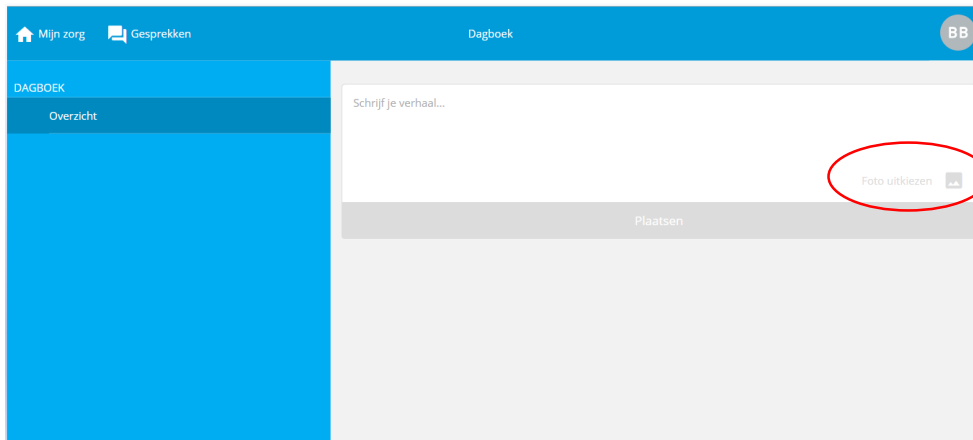 Mijn zorg Gesprekken Dagboek BB
DAGBOEK
Overzicht
Schrijf je verhaal...
Foto uitkiezen
Plaatsen